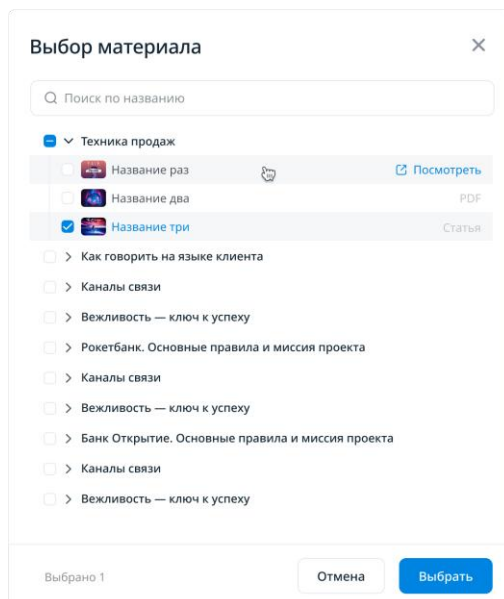 Выбор материала
Поиск по названию
Техника продаж
Название раз Посмотреть
Название два PDF
Название три Статья
Как говорить на языке клиента
Каналы связи
Вежливость — ключ к успеху
Рокетбанк. Основные правила и миссия проекта
Каналы связи
Вежливость — ключ к успеху
Банк Открытие. Основные правила и миссия проекта
Каналы связи
Вежливость — ключ к успеху
Выбрано 1 Отмена Выбрать